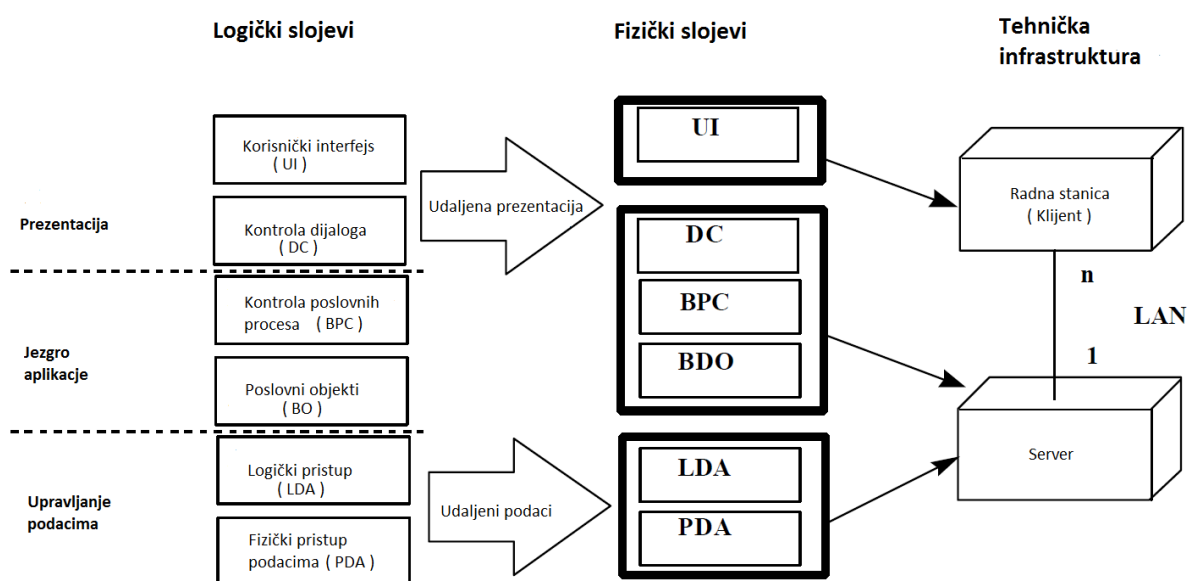 Logički slojevi
Fizički slojevi
Tehnička
infrastruktura
Prezentacija
Jezgro
aplikacje
Upravljanje
podacima
Korisnički interfejs
( UI )
Kontrola dijaloga
( DC )
Kontrola poslovnih
procesa ( BPC )
Poslovni objekti
( BO )
Logički pristup
( LDA )
Fizički pristup
podacima ( PDA )
Udaljena prezentacija
Udaljeni podaci
UI
DC
BPC
BDO
LDA
PDA
Radna stanica
( Klijent )
n
LAN
1
Server